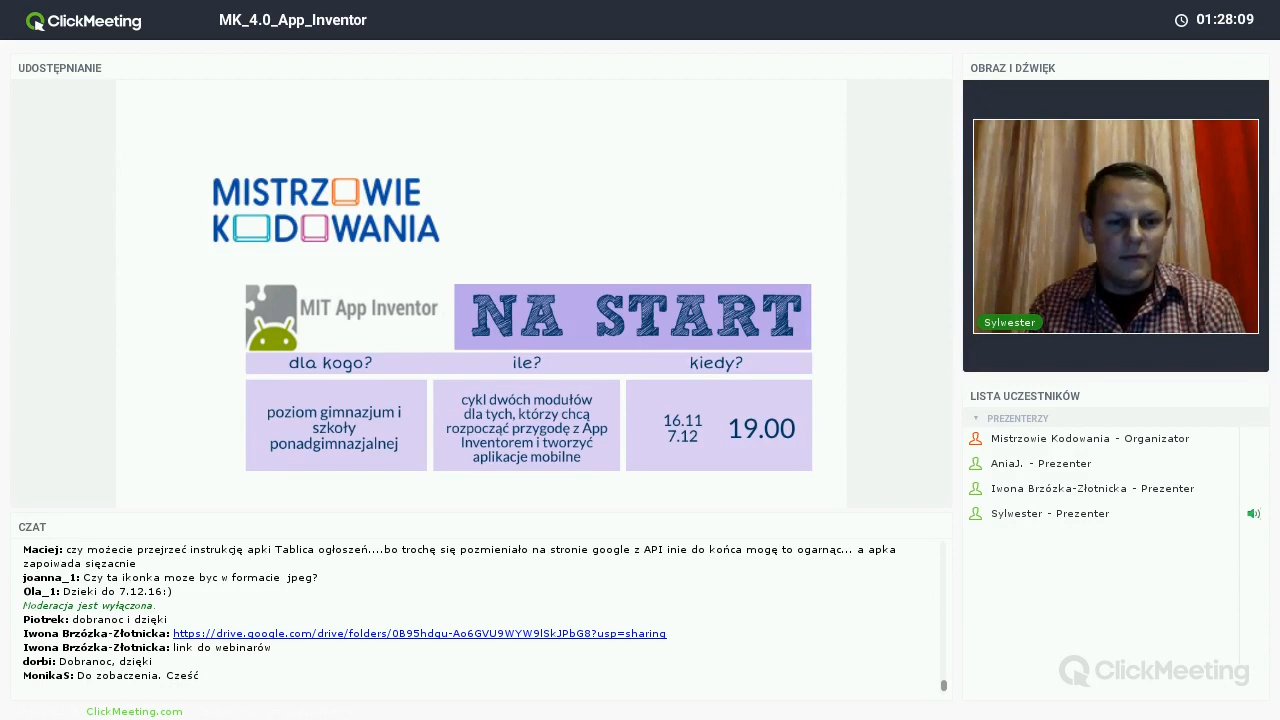 ClickMeeting
MK_4.0_App_Inventor
01:28:09
UDOSTĘPNIANIE
MISTRZOWIE
KODOWANIA
MIT App Inventor
NA START
dla kogo?
ile?
kiedy?
poziom gimnazjum i
szkoły
ponadgimnazjalnej
cykl dwóch modułów
dla tych, którzy chcą
rozpocząć przygodę z App
Inventorem i tworzyć
aplikacje mobilne
16.11
7.12
19.00
OBRAZ I DŹWIĘK
Sylwester
LISTA UCZESTNIKÓW
PREZENTERZY
Mistrzowie Kodowania - Organizator
AniaJ. - Prezenter
Iwona Brzózka-Złotnicka - Prezenter
Sylwester - Prezenter
CZAT
Maciej: czy możecie przejrzeć instrukcję apki Tablica ogłoszeń....bo trochę się pozmieniało na stronie google z API inie do końca mogę to ogarnąc... a apka
zapoiwada sięzacnie
joanna_1: Czy ta ikonka moze byc w formacie jpeg?
Ola_1: Dzieki do 7.12.16:)
Moderacja jest wyłączona.
Piotrek: dobranoc i dzięki
Iwona Brzózka-Złotnicka: https://drive.google.com/drive/folders/0B95hdqu-Ao6GVU9WYW9lSkJPbG8?usp=sharing
Iwona Brzózka-Złotnicka: link do webinarów
dorbi: Dobranoc, dzięki
MonikaS: Do zobaczenia. Cześć
ClickMeeting
ClickMeeting.com